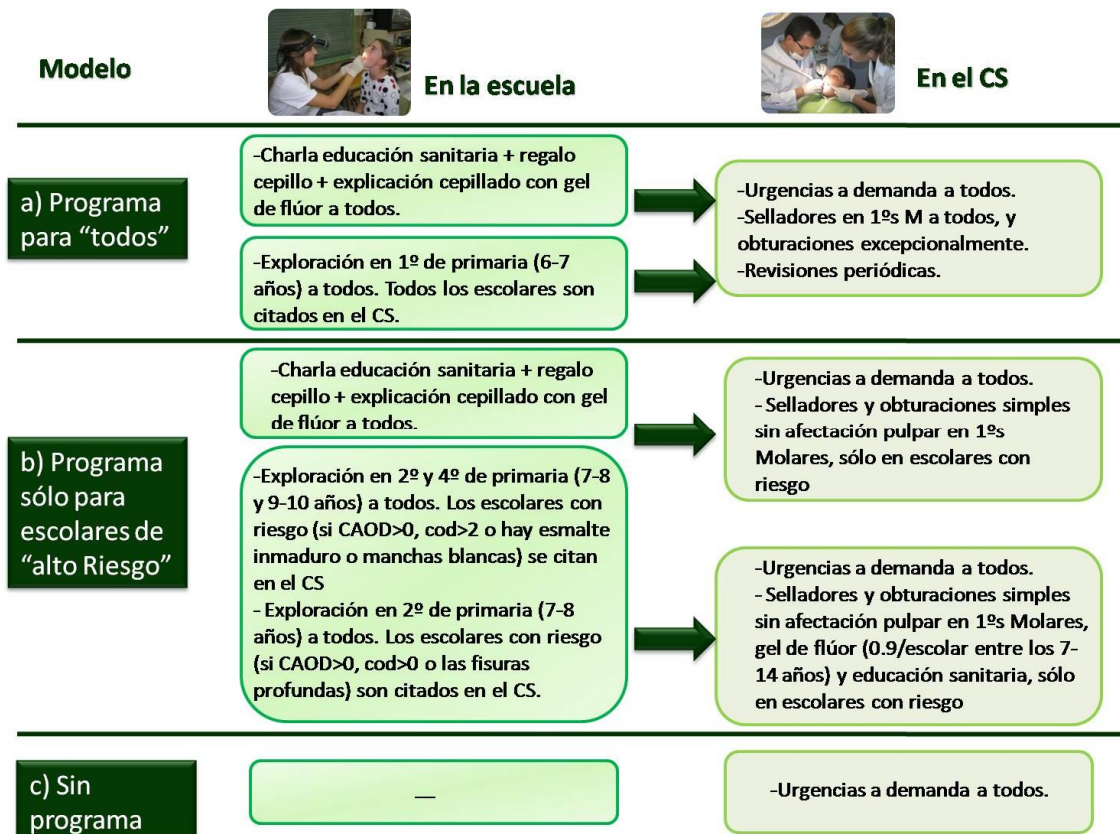 Modelo
En la escuela
En el CS
a) Programa
para “todos”
-Charla educación sanitaria + regalo
cepillo + explicación cepillado con gel
de flúor a todos.
-Exploración en 1º de primaria (6-7
años) a todos. Todos los escolares son
citados en el CS.
-Urgencias a demanda a todos.
-Selladores en 1ºs M a todos, y
obturaciones excepcionalmente.
-Revisiones periódicas.
b) Programa
sólo para
escolares de
“alto Riesgo”
-Charla educación sanitaria + regalo
cepillo + explicación cepillado con gel
de flúor a todos.
-Exploración en 2º y 4º de primaria (7-8
y 9-10 años) a todos. Los escolares con
riesgo (si CAOD>0, cod>2 o hay esmalte
inmaduro o manchas blancas) se citan
en el CS
- Exploración en 2º de primaria (7-8
años) a todos. Los escolares con riesgo
(si CAOD>0, cod>0 o las fisuras
profundas) son citados en el CS.
-Urgencias a demanda a todos.
- Selladores y obturaciones simples
sin afectación pulpar en 1ºs
Molares, sólo en escolares con
riesgo
-Urgencias a demanda a todos.
- Selladores y obturaciones simples
sin afectación pulpar en 1ºs Molares,
gel de flúor (0.9/escolar entre los 7-
14 años) y educación sanitaria, sólo
en escolares con riesgo
c) Sin
programa
—
-Urgencias a demanda a todos.